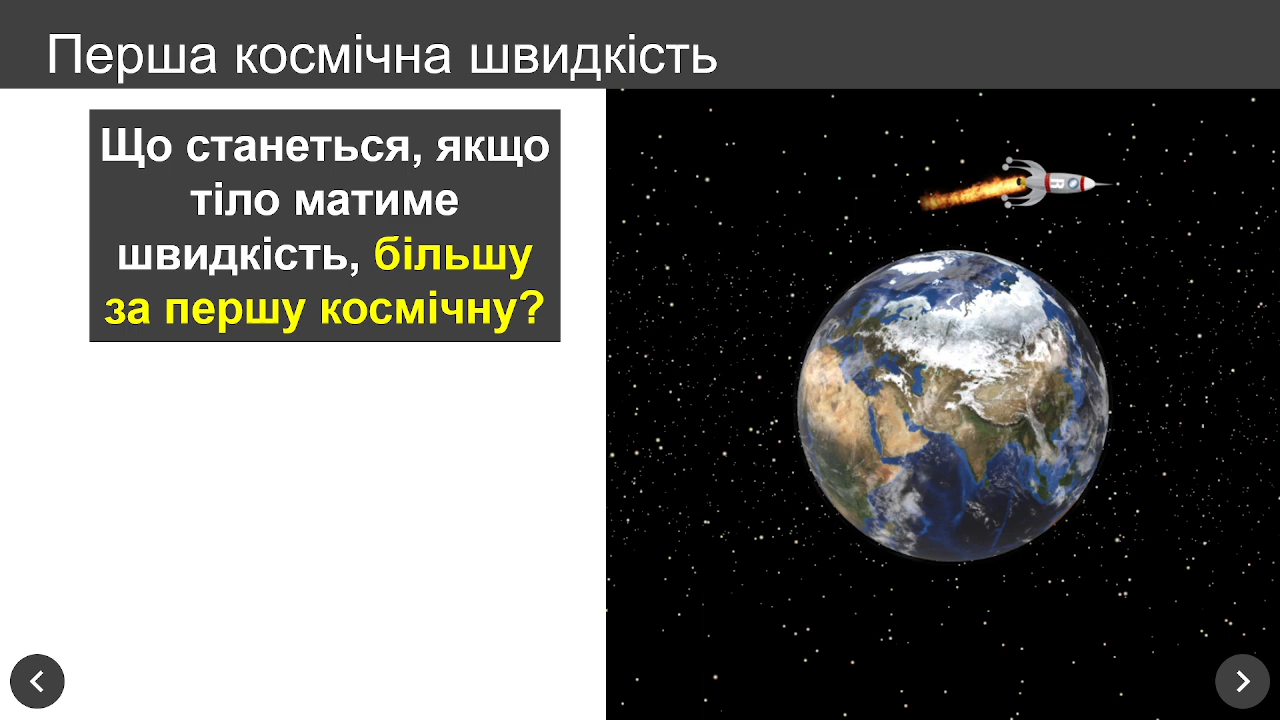 Перша космічна швидкість
Що станеться, якщо
тіло матиме
швидкість, більшу
за першу космічну?